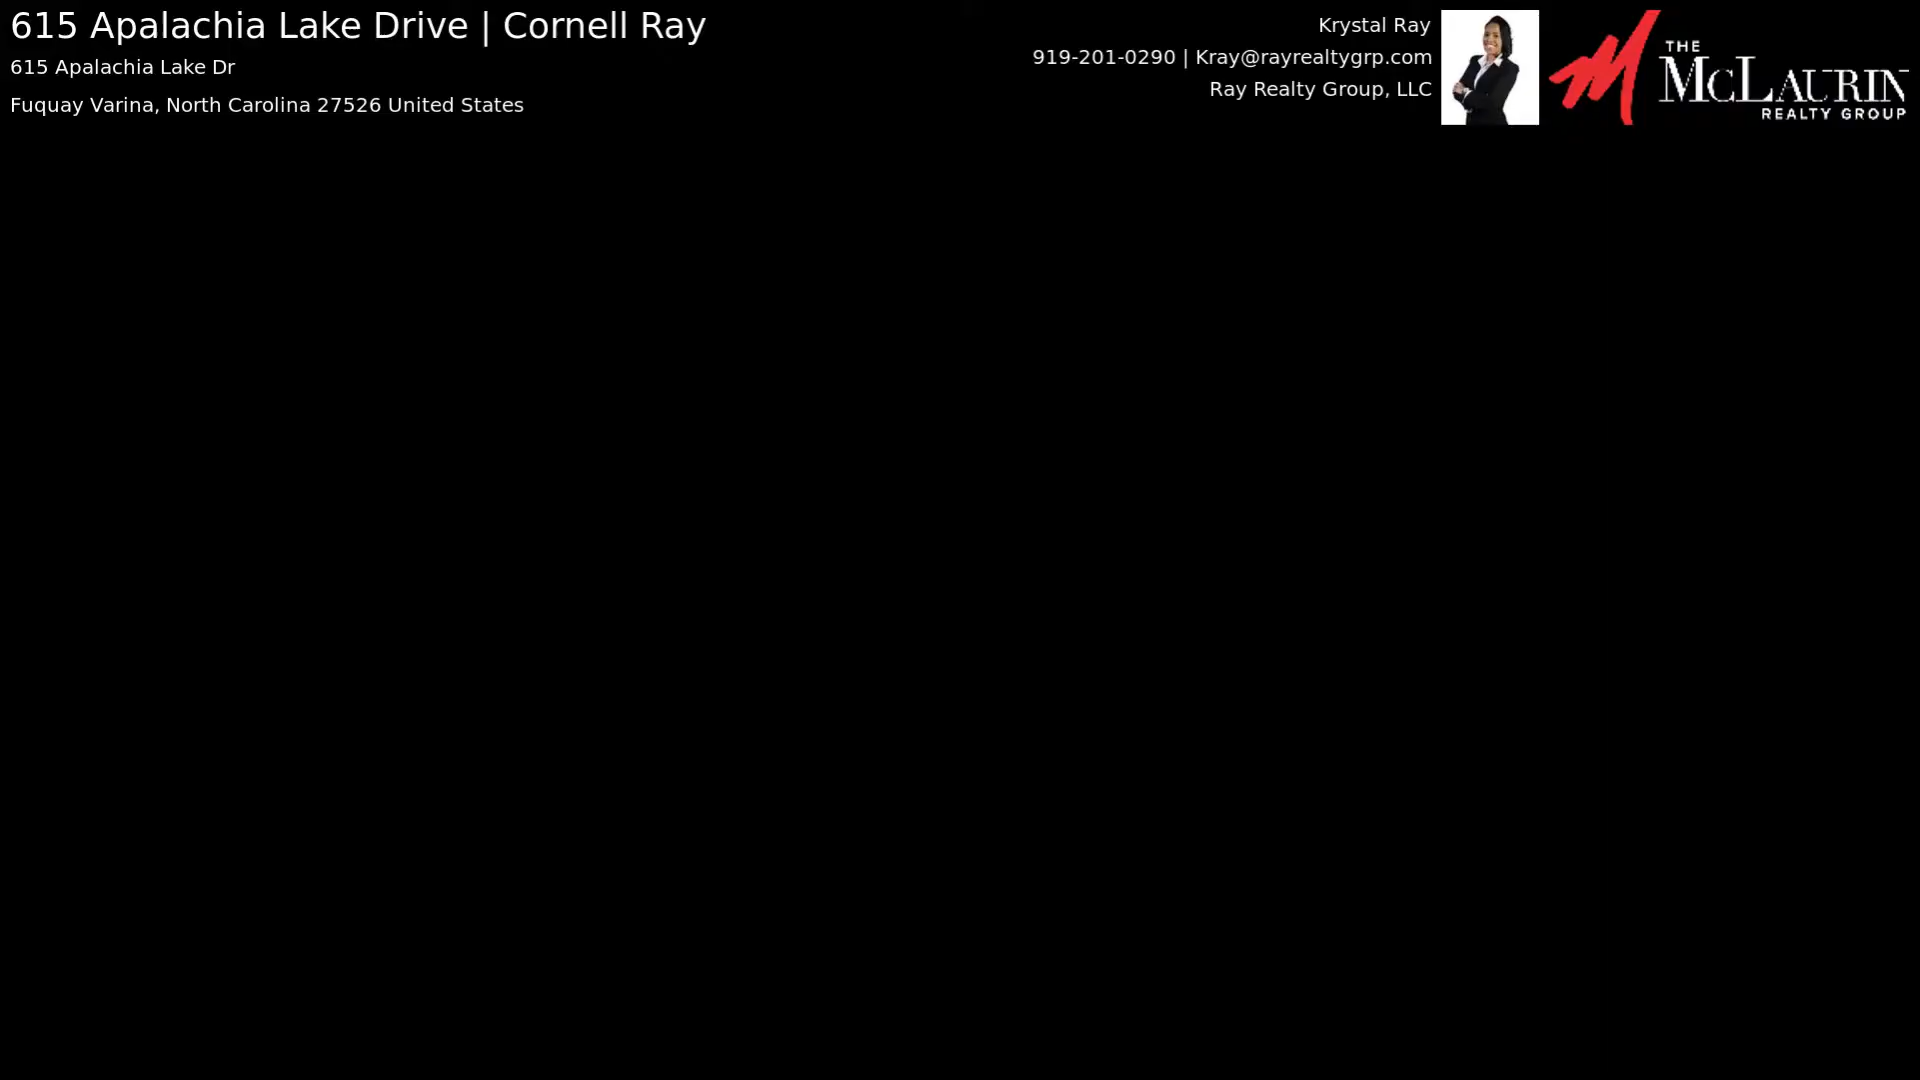 615 Apalachia Lake Drive | Cornell Ray
615 Apalachia Lake Dr
Fuquay Varina, North Carolina 27526 United States
Krystal Ray
919-201-0290 | Kray@rayrealtygrp.com
Ray Realty Group, LLC
THE
McLAURIN
REALTY GROUP